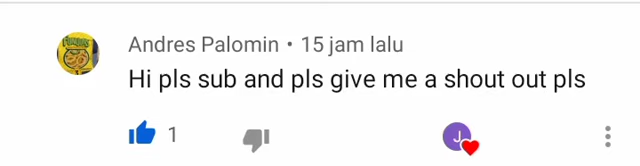 Andres Palomin • 15 jam lalu
Hi pls sub and pls give me a shout out pls
1
J